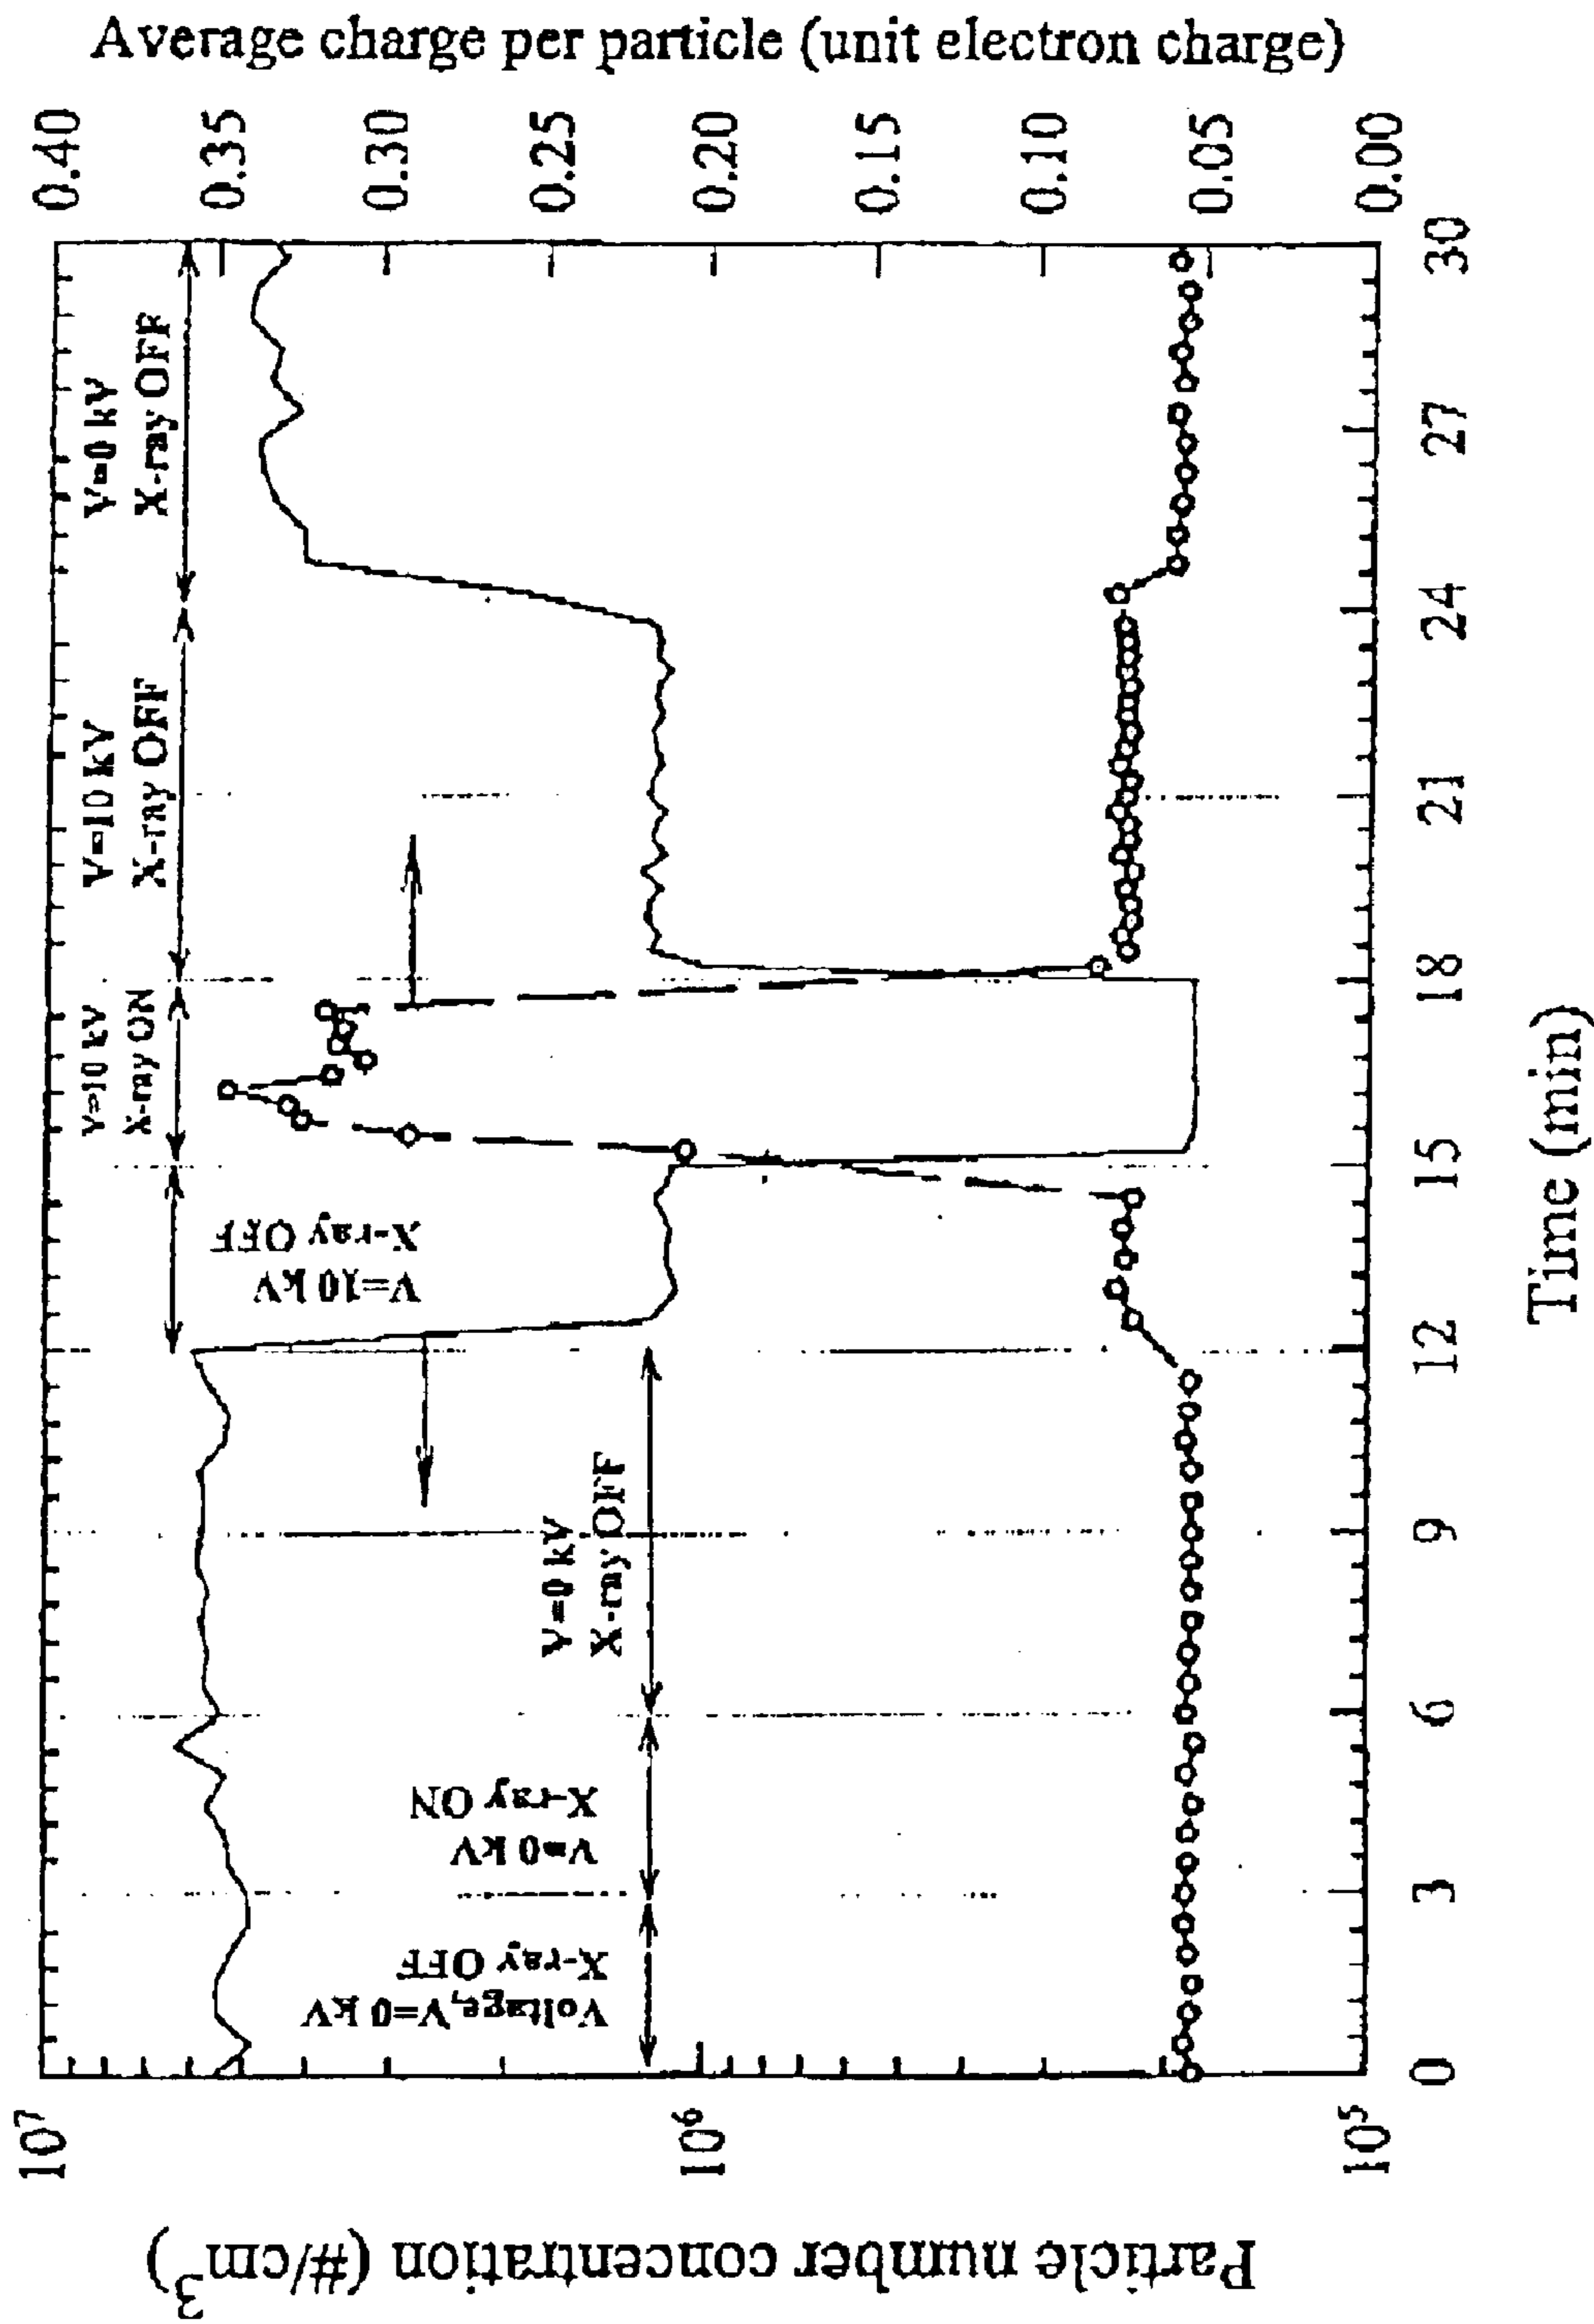 Average charge per particle (unit electron charge)
0.40
0.35
0.30
0.25
0.20
0.15
0.10
0.05
0.00
V=0 kV
X-ray OFF
V=10 kV
X-ray OFF
V=10 kV
X-ray ON
V=10 kV
X-ray OFF
V=0 kV
X-ray OFF
V=0 kV
X-ray ON
Voltage,V=0 kV
X-ray OFF
0
3
6
9
12
15
18
21
24
27
30
Time (min)
10⁷
10⁶
10⁵
Particle number concentration (#/cm³)